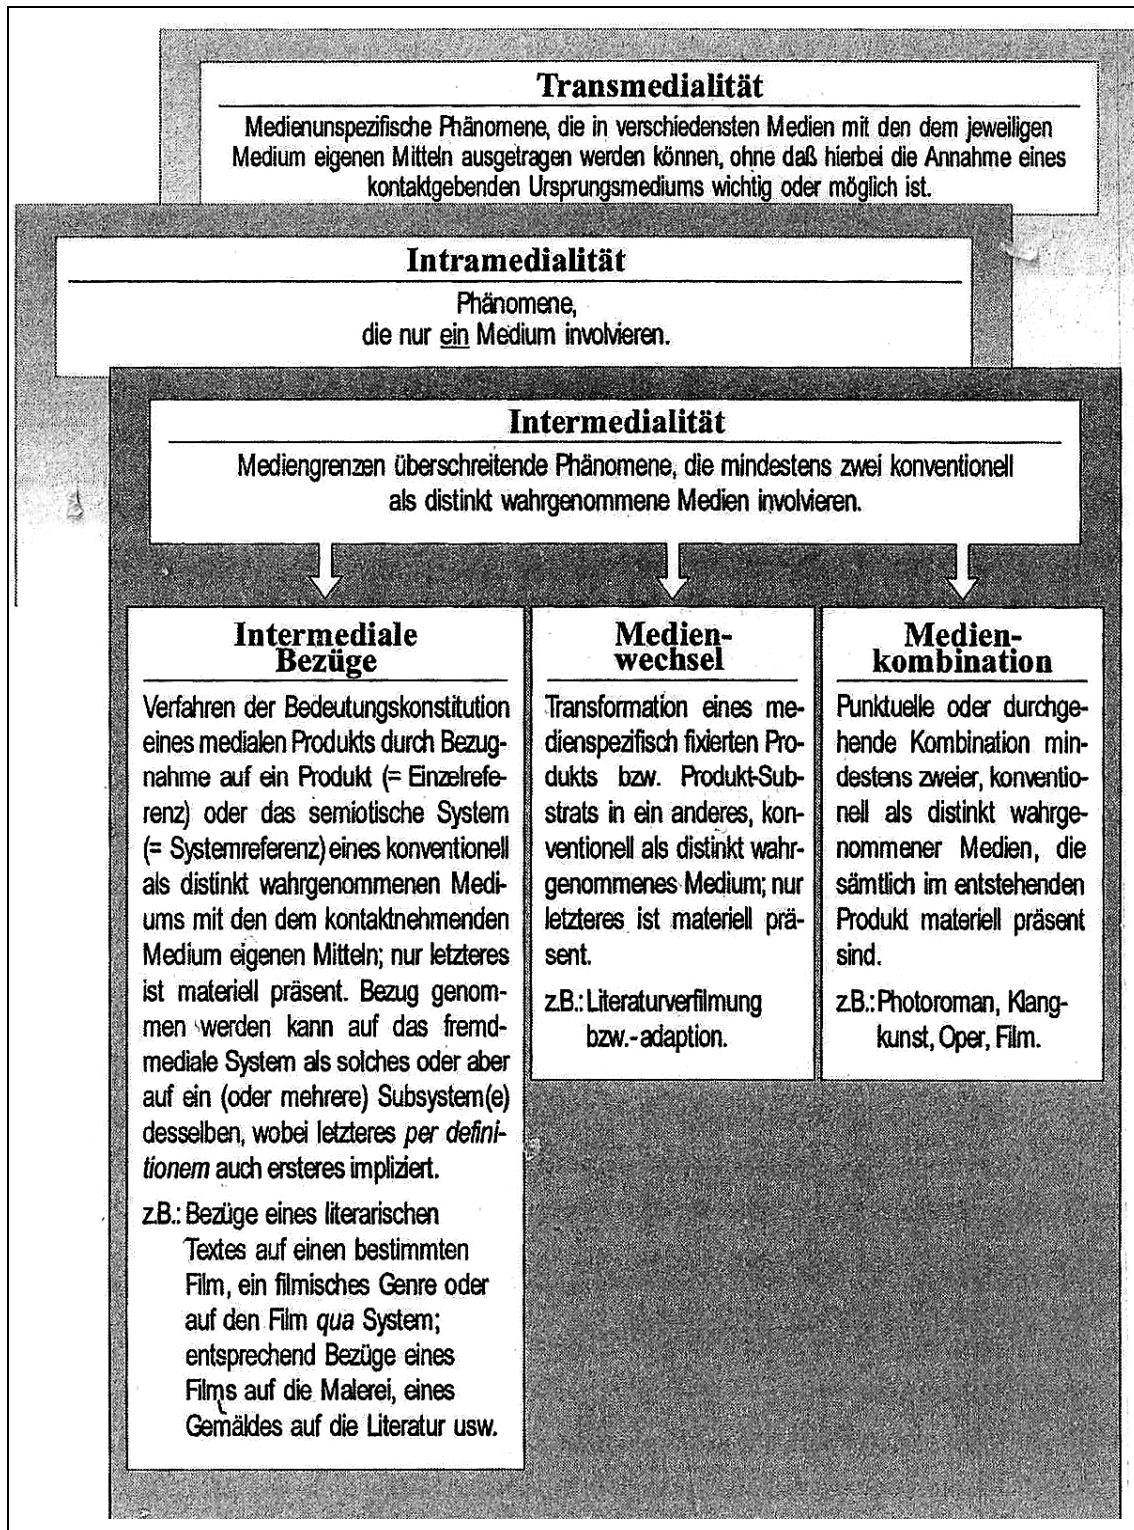 Transmedialität
Medienunspezifische Phänomene, die in verschiedensten Medien mit den dem jeweiligen
Medium eigenen Mitteln ausgetragen werden können, ohne daß hierbei die Annahme eines
kontaktgebenden Ursprungsmediums wichtig oder möglich ist.
Intramedialität
Phänomene,
die nur ein Medium involvieren.
Intermedialität
Mediengrenzen überschreitende Phänomene, die mindestens zwei konventionell
als distinkt wahrgenommene Medien involvieren.
Intermediale
Bezüge
Verfahren der Bedeutungskonstitution
eines medialen Produkts durch Bezug-
nahme auf ein Produkt (= Einzelrefe-
renz) oder das semiotische System
(= Systemreferenz) eines konventionell
als distinkt wahrgenommenen Medi-
ums mit den dem kontaktnehmenden
Medium eigenen Mitteln; nur letzteres
ist materiell präsent. Bezug genom-
men werden kann auf das fremd-
mediale System als solches oder aber
auf ein (oder mehrere) Subsystem(e)
desselben, wobei letzteres per defini-
tionem auch ersteres impliziert.
z.B.: Bezüge eines literarischen
Textes auf einen bestimmten
Film, ein filmisches Genre oder
auf den Film qua System;
entsprechend Bezüge eines
Films auf die Malerei, eines
Gemäldes auf die Literatur usw.
Medien-
wechsel
Transformation eines me-
dienspezifisch fixierten Pro-
dukts bzw. Produkt-Sub-
strats in ein anderes, kon-
ventionell als distinkt wahr-
genommenes Medium; nur
letzteres ist materiell prä-
sent.
z.B.: Literaturverfilmung
bzw.-adaption.
Medien-
kombination
Punktuelle oder durchge-
hende Kombination min-
destens zweier, konventio-
nell als distinkt wahrge-
nommener Medien, die
sämtlich im entstehenden
Produkt materiell präsent
sind.
z.B.: Photoroman, Klang-
kunst, Oper, Film.